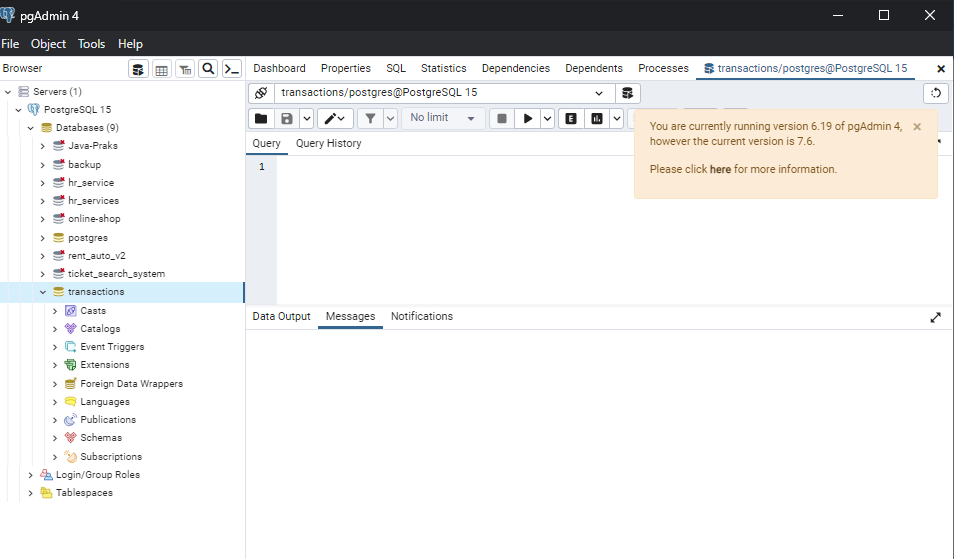 pgAdmin 4
File Object Tools Help
Browser
Dashboard Properties SQL Statistics Dependencies Dependents Processes transactions/postgres@PostgreSQL 15
Servers (1)
PostgreSQL 15
Databases (9)
Java-Praks
backup
hr_service
hr_services
online-shop
postgres
rent_auto_v2
ticket_search_system
transactions
Casts
Catalogs
Event Triggers
Extensions
Foreign Data Wrappers
Languages
Publications
Schemas
Subscriptions
Login/Group Roles
Tablespaces
transactions/postgres@PostgreSQL 15
No limit
E
Query Query History
1
You are currently running version 6.19 of pgAdmin 4,
however the current version is 7.6.
Please click here for more information.
Data Output Messages Notifications